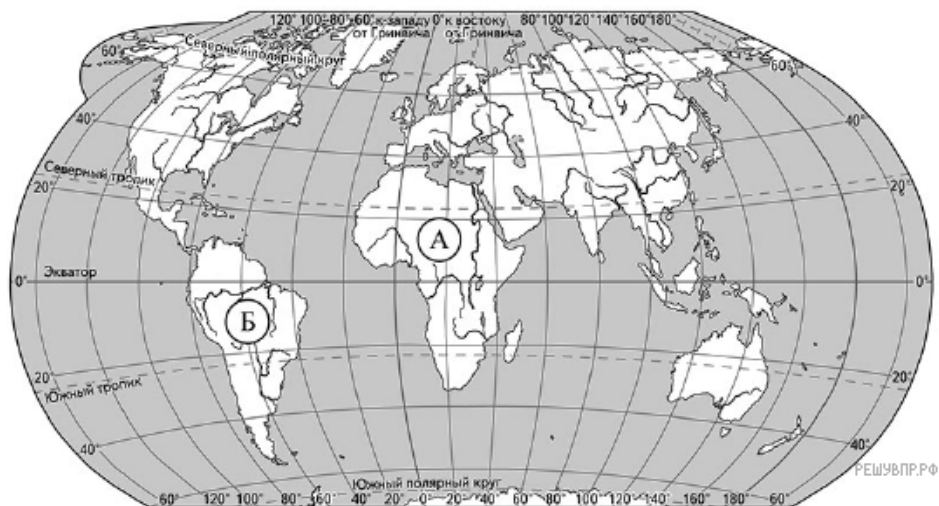 120° 100° 80° 60° к западу 0° к востоку 80° 100° 120° 140° 160° 180°
от Гринвича от Гринвича
Северный полярный круг
60° 60°
40° 40°
Северный тропик
20° 20°
А
Экватор
0° 0°
Б
20° 20°
Южный тропик
40° 40°
РЕШУВПР.РФ
Южный полярный круг
60° 120° 100° 80° 60° 40° 20° 0° 20° 40° 60° 80° 100° 120° 140° 160° 180° 60°